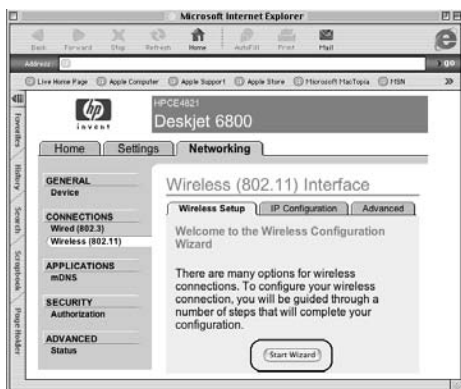 Microsoft Internet Explorer
Back Forward Stop Refresh Home AutoFill Print Mail
Address: go
Live Home Page Apple Computer Apple Support Apple Store Microsoft MacTopia MSN
Favorites
History
Search
Scrapbook
Page Holder
hp
invent
HPCE4821
Deskjet 6800
Home Settings Networking
GENERAL
Device
CONNECTIONS
Wired (802.3)
Wireless (802.11)
APPLICATIONS
mDNS
SECURITY
Authorization
ADVANCED
Status
Wireless (802.11) Interface
Wireless Setup IP Configuration Advanced
Welcome to the Wireless Configuration
Wizard
There are many options for wireless
connections. To configure your wireless
connection, you will be guided through a
number of steps that will complete your
configuration.
Start Wizard